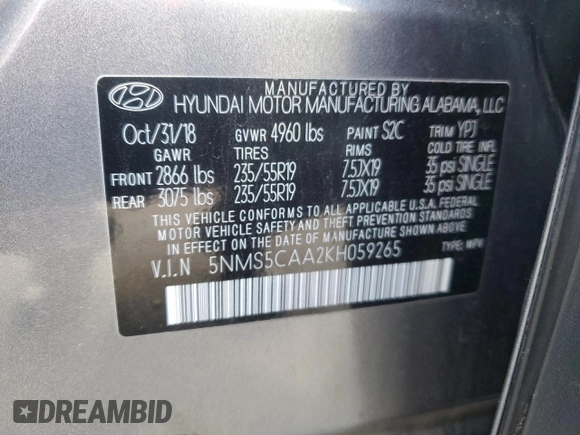 MANUFACTURED BY
HYUNDAI MOTOR MANUFACTURING ALABAMA, LLC
Oct/31/18 GVWR 4960 lbs PAINT S2C TRIM YPJ
GAWR TIRES RIMS COLD TIRE INFL
FRONT 2866 lbs 235/55R19 7.5JX19 35 psi SINGLE
REAR 3075 lbs 235/55R19 7.5JX19 35 psi SINGLE
THIS VEHICLE CONFORMS TO ALL APPLICABLE U.S.A. FEDERAL
MOTOR VEHICLE SAFETY AND THEFT PREVENTION STANDARDS
IN EFFECT ON THE DATE OF MANUFACTURE SHOWN ABOVE.
V.I.N 5NMS5CAA2KH059265 TYPE: MPV
DREAMBID